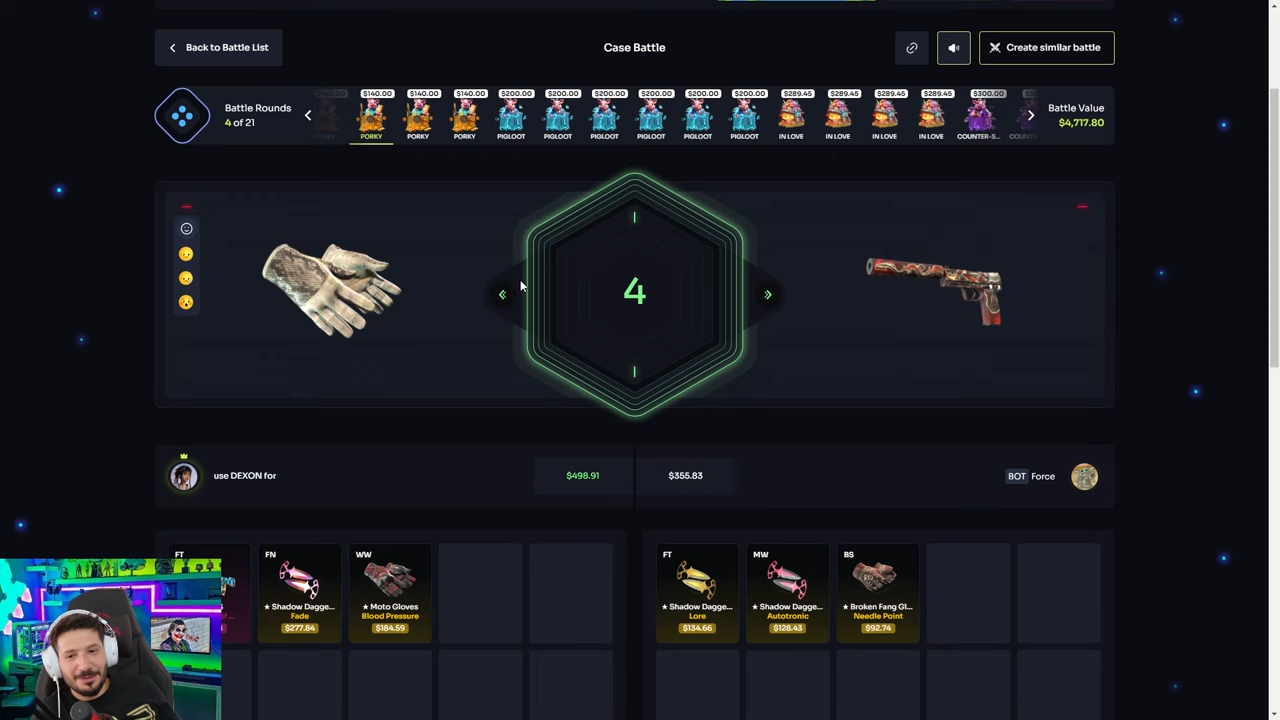 Back to Battle List
Case Battle
Create similar battle
Battle Rounds
4 of 21
$140.00 $140.00 $140.00 $200.00 $200.00 $200.00 $200.00 $200.00 $200.00 $289.45 $289.45 $289.45 $289.45 $300.00
PORKY PORKY PORKY PIGLOOT PIGLOOT PIGLOOT PIGLOOT PIGLOOT PIGLOOT IN LOVE IN LOVE IN LOVE IN LOVE COUNTER-S...
Battle Value
$4,717.80
4
use DEXON for
$498.91
$355.83
BOT Force
FT
FN
★ Shadow Dagge...
Fade
$277.84
WW
★ Moto Gloves
Blood Pressure
$184.59
FT
★ Shadow Dagge...
Lore
$134.66
MW
★ Shadow Dagge...
Autotronic
$128.43
BS
★ Broken Fang Gl...
Needle Point
$92.74